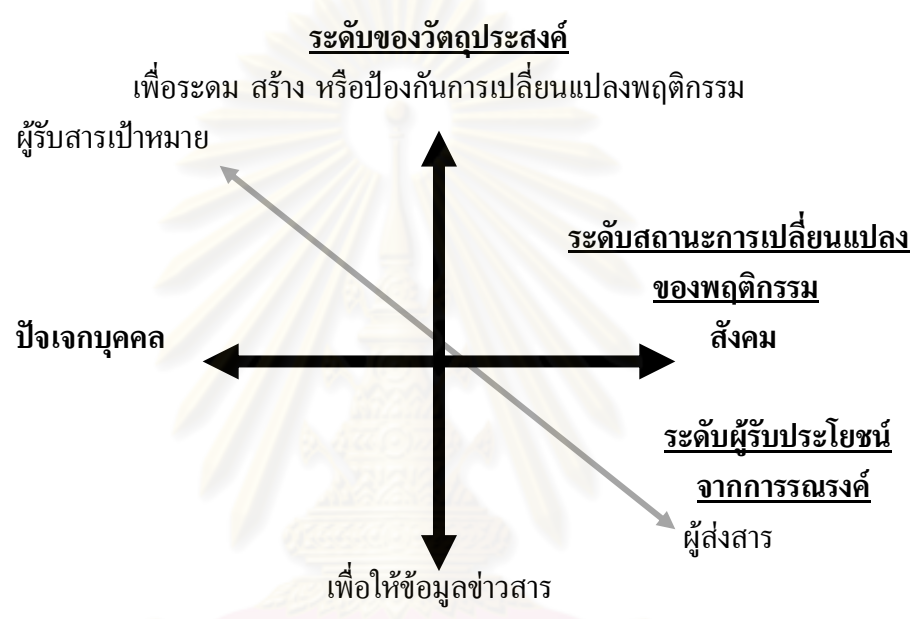 ระดับของวัตถุประสงค์
เพื่อระดม สร้าง หรือป้องกันการเปลี่ยนแปลงพฤติกรรม
ผู้รับสารเป้าหมาย
ระดับสถานะการเปลี่ยนแปลง
ของพฤติกรรม
ปัจเจกบุคคล
สังคม
ระดับผู้รับประโยชน์
จากการรณรงค์
ผู้ส่งสาร
เพื่อให้ข้อมูลข่าวสาร